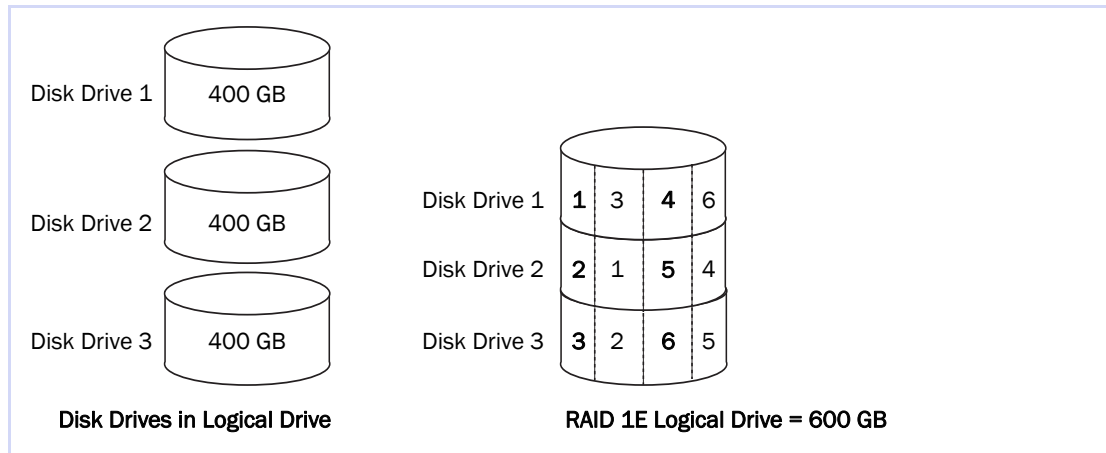 Disk Drive 1 400 GB
Disk Drive 2 400 GB
Disk Drive 3 400 GB
Disk Drives in Logical Drive
Disk Drive 1 1 3 4 6
Disk Drive 2 2 1 5 4
Disk Drive 3 3 2 6 5
RAID 1E Logical Drive = 600 GB